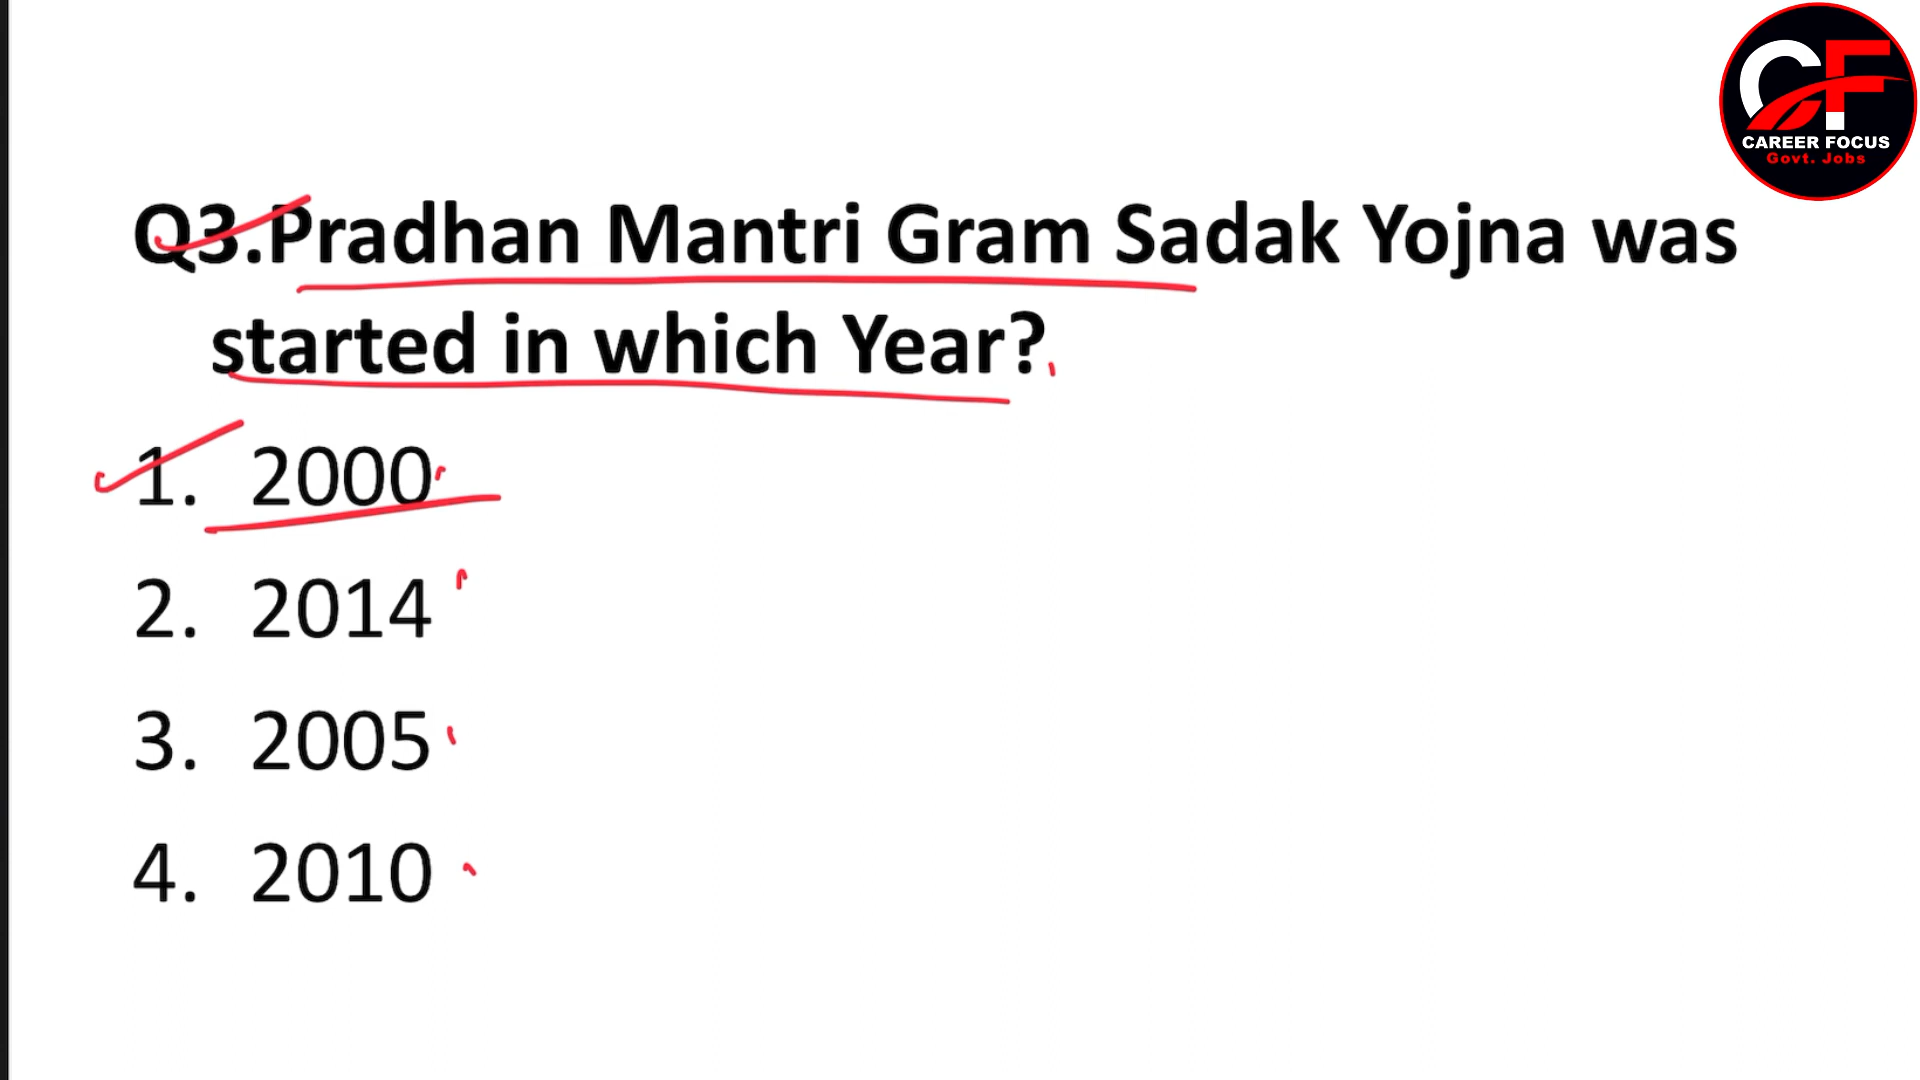 CF
CAREER FOCUS
Govt. Jobs
Q3.Pradhan Mantri Gram Sadak Yojna was
started in which Year?
1. 2000
2. 2014
3. 2005
4. 2010